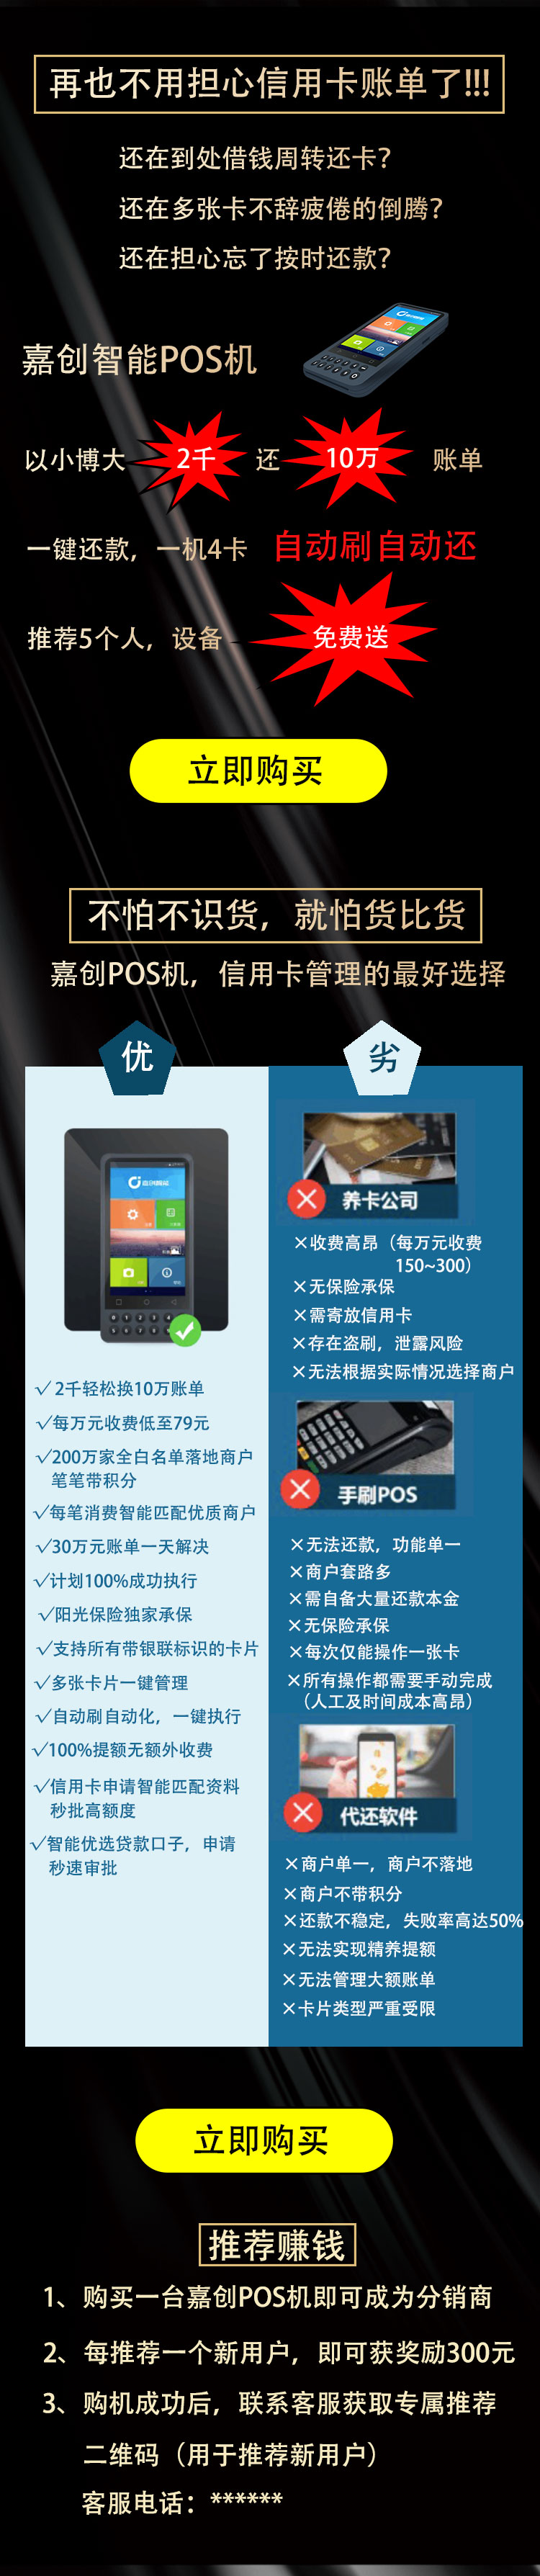 再也不用担心信用卡账单了!!!
还在到处借钱周转还卡?
还在多张卡不辞疲倦的倒腾?
还在担心忘了按时还款?
嘉创智能POS机
以小博大 2千 还 10万 账单
一键还款, 一机4卡 自动刷自动还
推荐5个人, 设备 免费送
立即购买
不怕不识货, 就怕货比货
嘉创POS机, 信用卡管理的最好选择
优
✓2千轻松换10万账单
✓每万元收费低至79元
✓200万家全白名单落地商户
笔笔带积分
✓每笔消费智能匹配优质商户
✓30万元账单一天解决
✓计划100%成功执行
✓阳光保险独家承保
✓支持所有带银联标识的卡片
✓多张卡片一键管理
✓自动刷自动化, 一键执行
✓100%提额无额外收费
✓信用卡申请智能匹配资料
秒批高额度
✓智能优选贷款口子, 申请
秒速审批
劣
养卡公司
×收费高昂（每万元收费
150~300）
×无保险承保
×需寄放信用卡
×存在盗刷, 泄露风险
×无法根据实际情况选择商户
手刷POS
×无法还款, 功能单一
×商户套路多
×需自备大量还款本金
×无保险承保
×每次仅能操作一张卡
×所有操作都需要手动完成
（人工及时间成本高昂）
代还软件
×商户单一, 商户不落地
×商户不带积分
×还款不稳定, 失败率高达50%
×无法实现精养提额
×无法管理大额账单
×卡片类型严重受限
立即购买
推荐赚钱
1、购买一台嘉创POS机即可成为分销商
2、每推荐一个新用户, 即可获奖励300元
3、购机成功后, 联系客服获取专属推荐
二维码（用于推荐新用户）
客服电话: ******